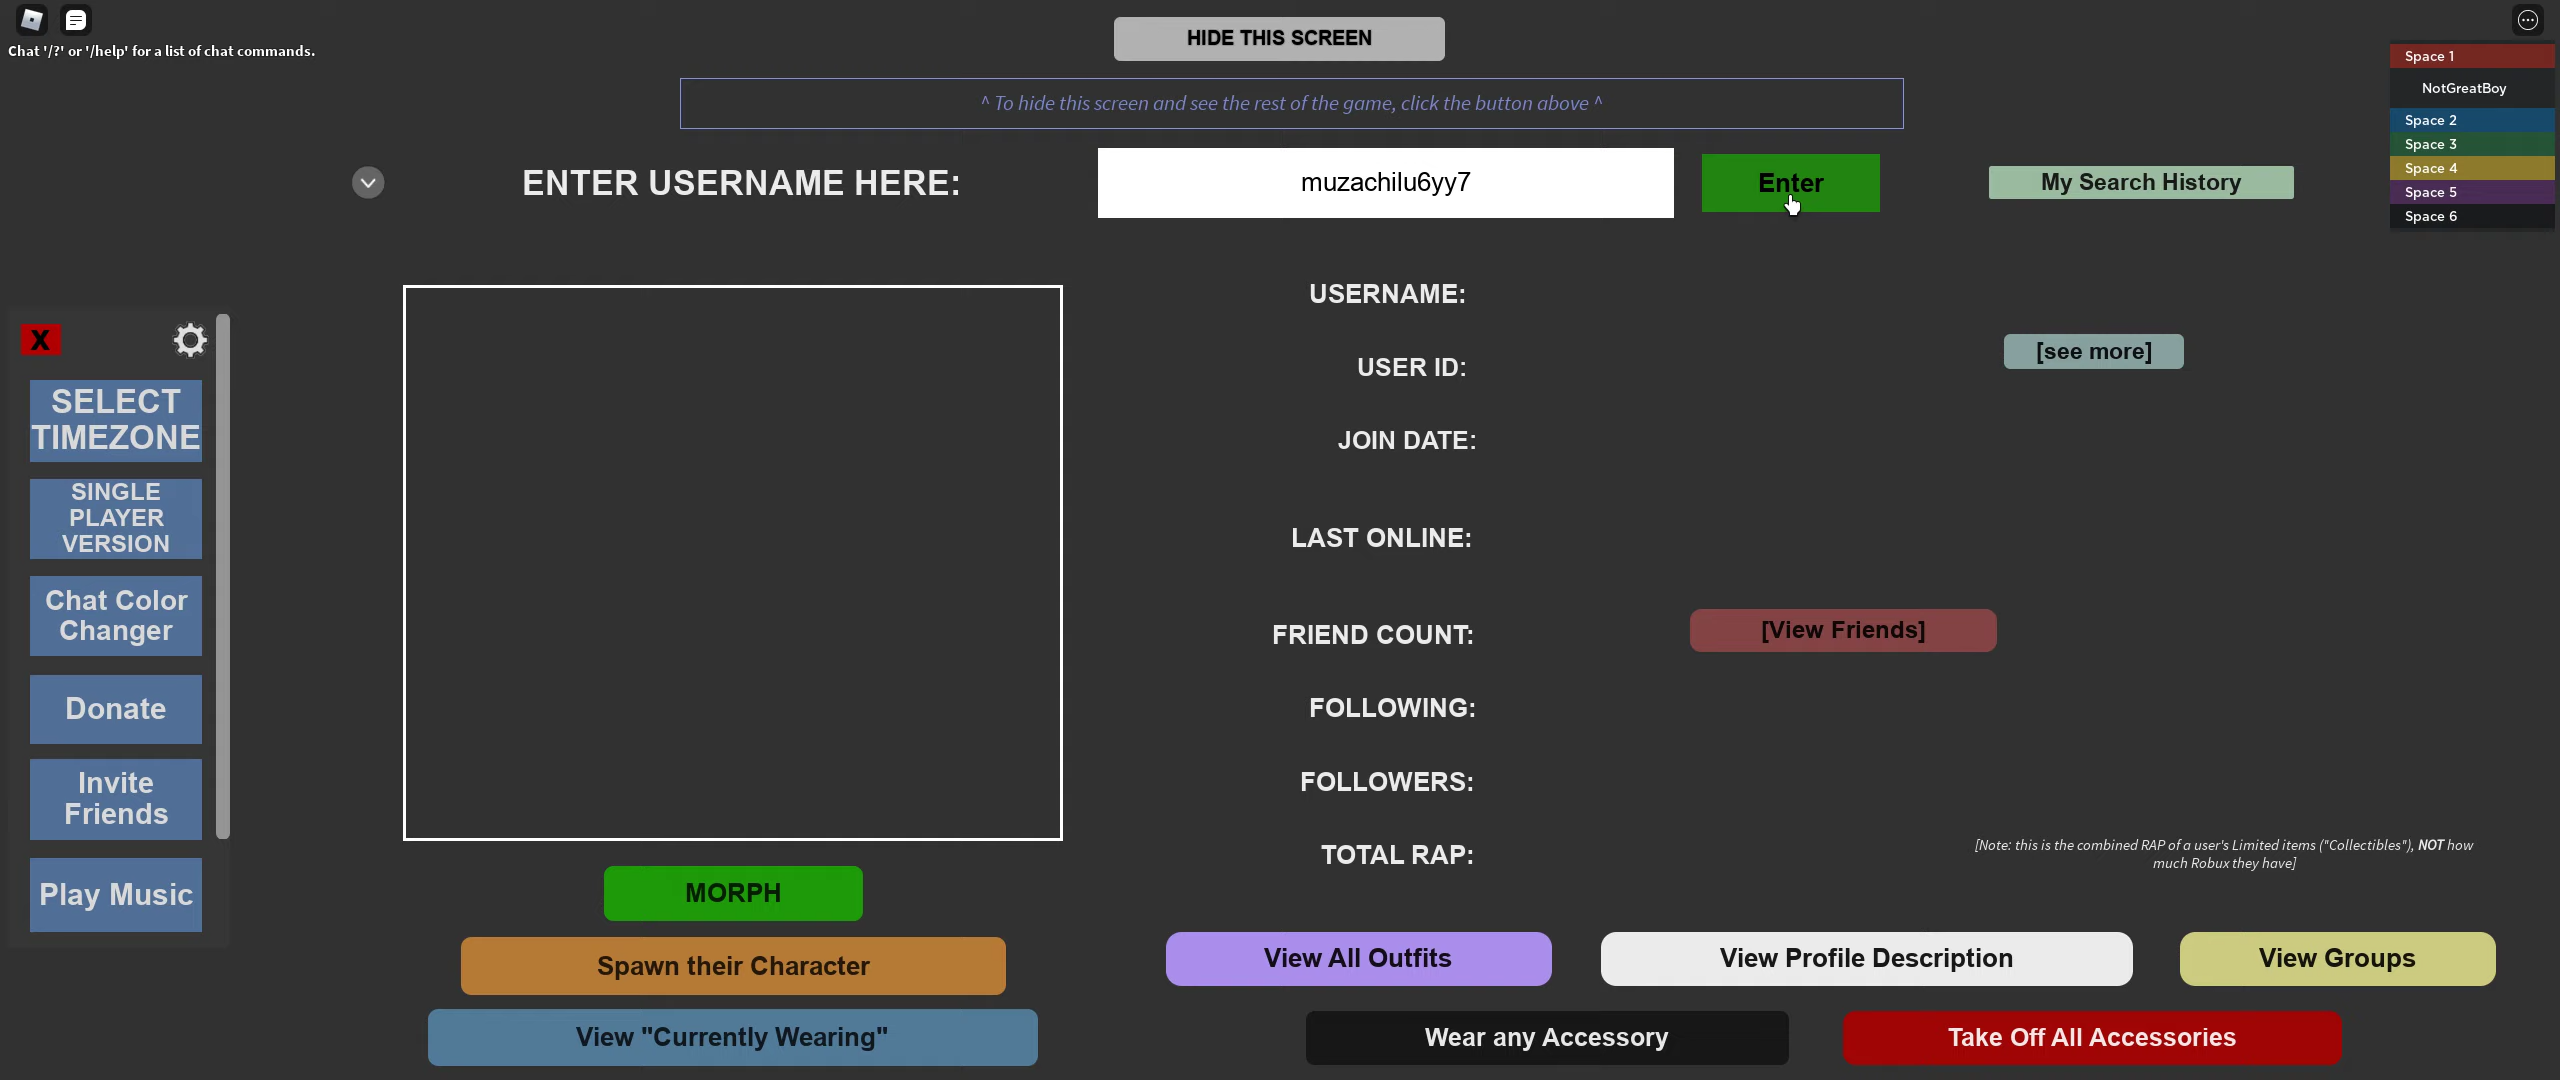 Chat '/?' or '/help' for a list of chat commands.
HIDE THIS SCREEN
^ To hide this screen and see the rest of the game, click the button above ^
ENTER USERNAME HERE:
muzachilu6yy7
Enter
My Search History
Space 1
NotGreatBoy
Space 2
Space 3
Space 4
Space 5
Space 6
X
SELECT
TIMEZONE
SINGLE
PLAYER
VERSION
Chat Color
Changer
Donate
Invite
Friends
Play Music
USERNAME:
[see more]
USER ID:
JOIN DATE:
LAST ONLINE:
FRIEND COUNT:
[View Friends]
FOLLOWING:
FOLLOWERS:
TOTAL RAP:
[Note: this is the combined RAP of a user's Limited items ("Collectibles"), NOT how
much Robux they have]
MORPH
Spawn their Character
View "Currently Wearing"
View All Outfits
View Profile Description
View Groups
Wear any Accessory
Take Off All Accessories